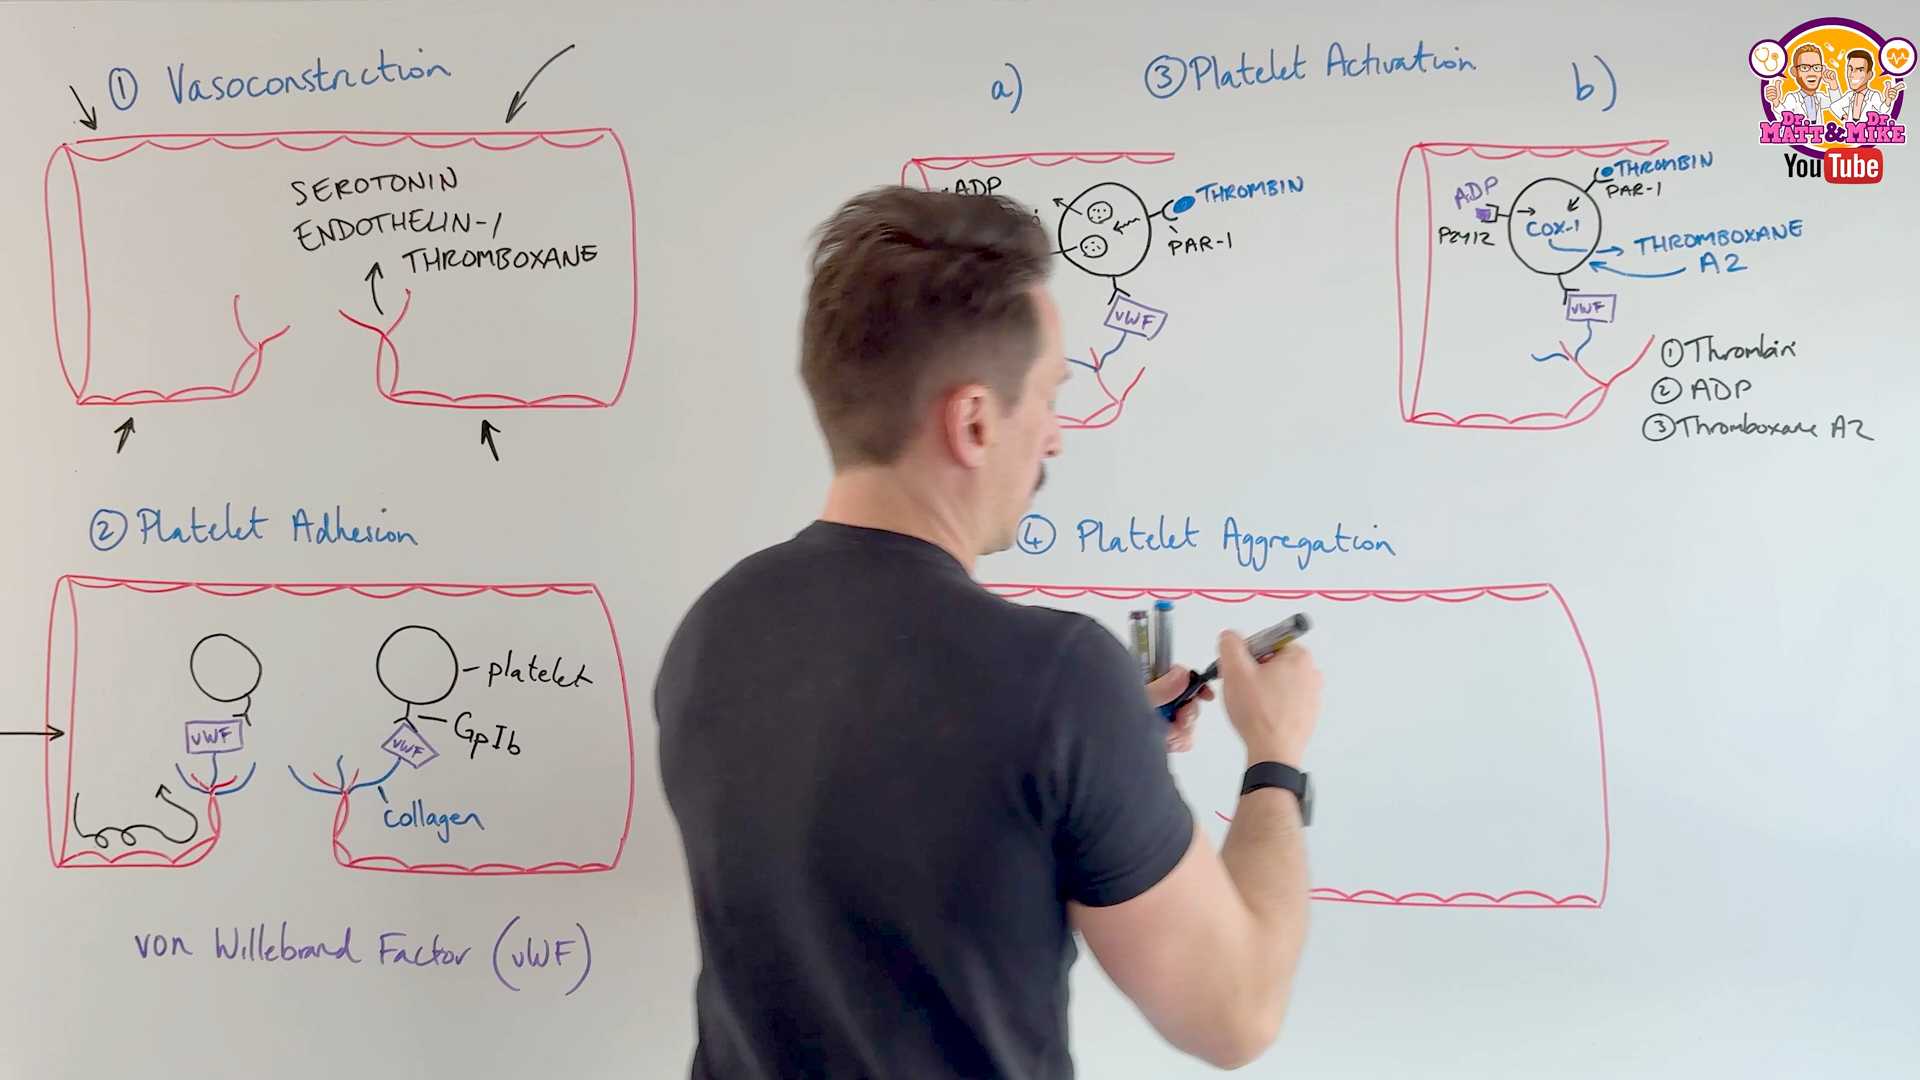 ① Vasoconstriction
SEROTONIN
ENDOTHELIN-1
THROMBOXANE
② Platelet Adhesion
vWF
platelet
GpIb
vWF
Collagen
von Willebrand Factor (vWF)
③ Platelet Activation
a)
ADP
THROMBIN
PAR-1
vWF
b)
THROMBIN
PAR-1
ADP
P2Y12
COX-1
THROMBOXANE
A2
vWF
① Thrombin
② ADP
③ Thromboxane A2
④ Platelet Aggregation
Dr. Dr.
MATT & MIKE
YouTube